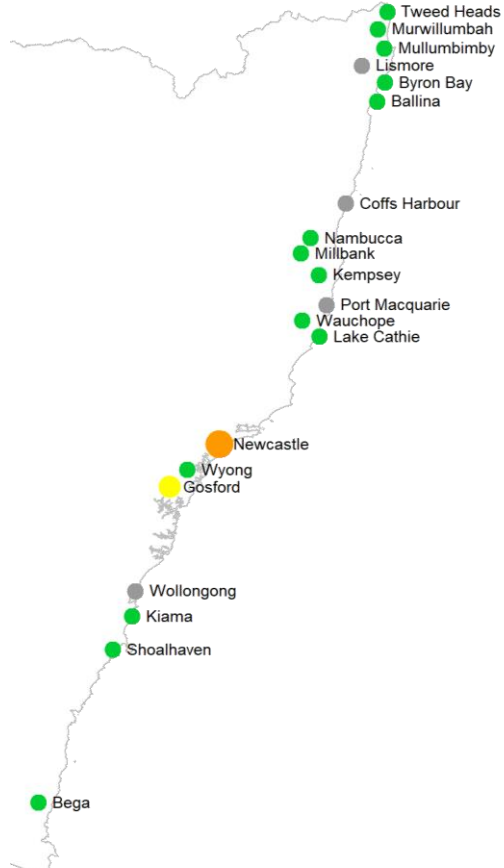 Tweed Heads
Murwillumbah
Mullumbimby
Lismore
Byron Bay
Ballina
Coffs Harbour
Nambucca
Millbank
Kempsey
Port Macquarie
Wauchope
Lake Cathie
Newcastle
Wyong
Gosford
Wollongong
Kiama
Shoalhaven
Bega